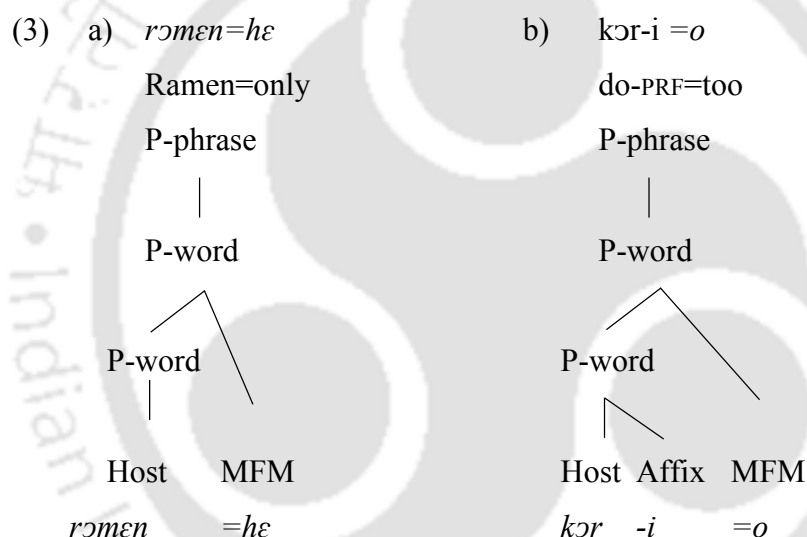 (3) a) rɔmɛn=hɛ b) kɔr-i =o
Ramen=only do-PRF=too
P-phrase P-phrase
P-word P-word
P-word P-word
Host MFM Host Affix MFM
rɔmɛn =hɛ kɔr -i =o
Indian